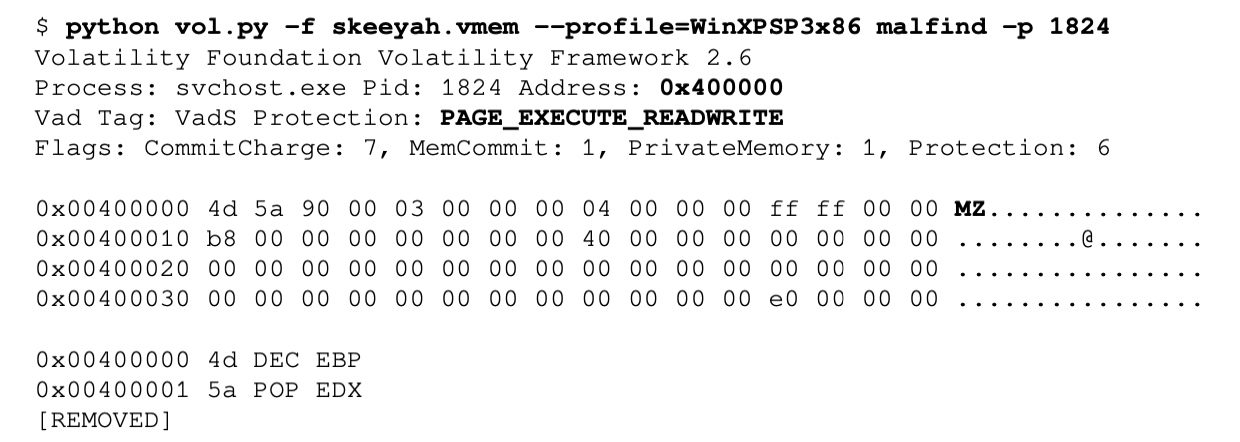 $ python vol.py –f skeeyah.vmem ––profile=WinXPSP3x86 malfind –p 1824
Volatility Foundation Volatility Framework 2.6
Process: svchost.exe Pid: 1824 Address: 0x400000
Vad Tag: VadS Protection: PAGE_EXECUTE_READWRITE
Flags: CommitCharge: 7, MemCommit: 1, PrivateMemory: 1, Protection: 6
0x00400000 4d 5a 90 00 03 00 00 00 04 00 00 00 ff ff 00 00 MZ..............
0x00400010 b8 00 00 00 00 00 00 00 40 00 00 00 00 00 00 00 ........@.......
0x00400020 00 00 00 00 00 00 00 00 00 00 00 00 00 00 00 00 ................
0x00400030 00 00 00 00 00 00 00 00 00 00 00 00 e0 00 00 00 ................
0x00400000 4d DEC EBP
0x00400001 5a POP EDX
[REMOVED]